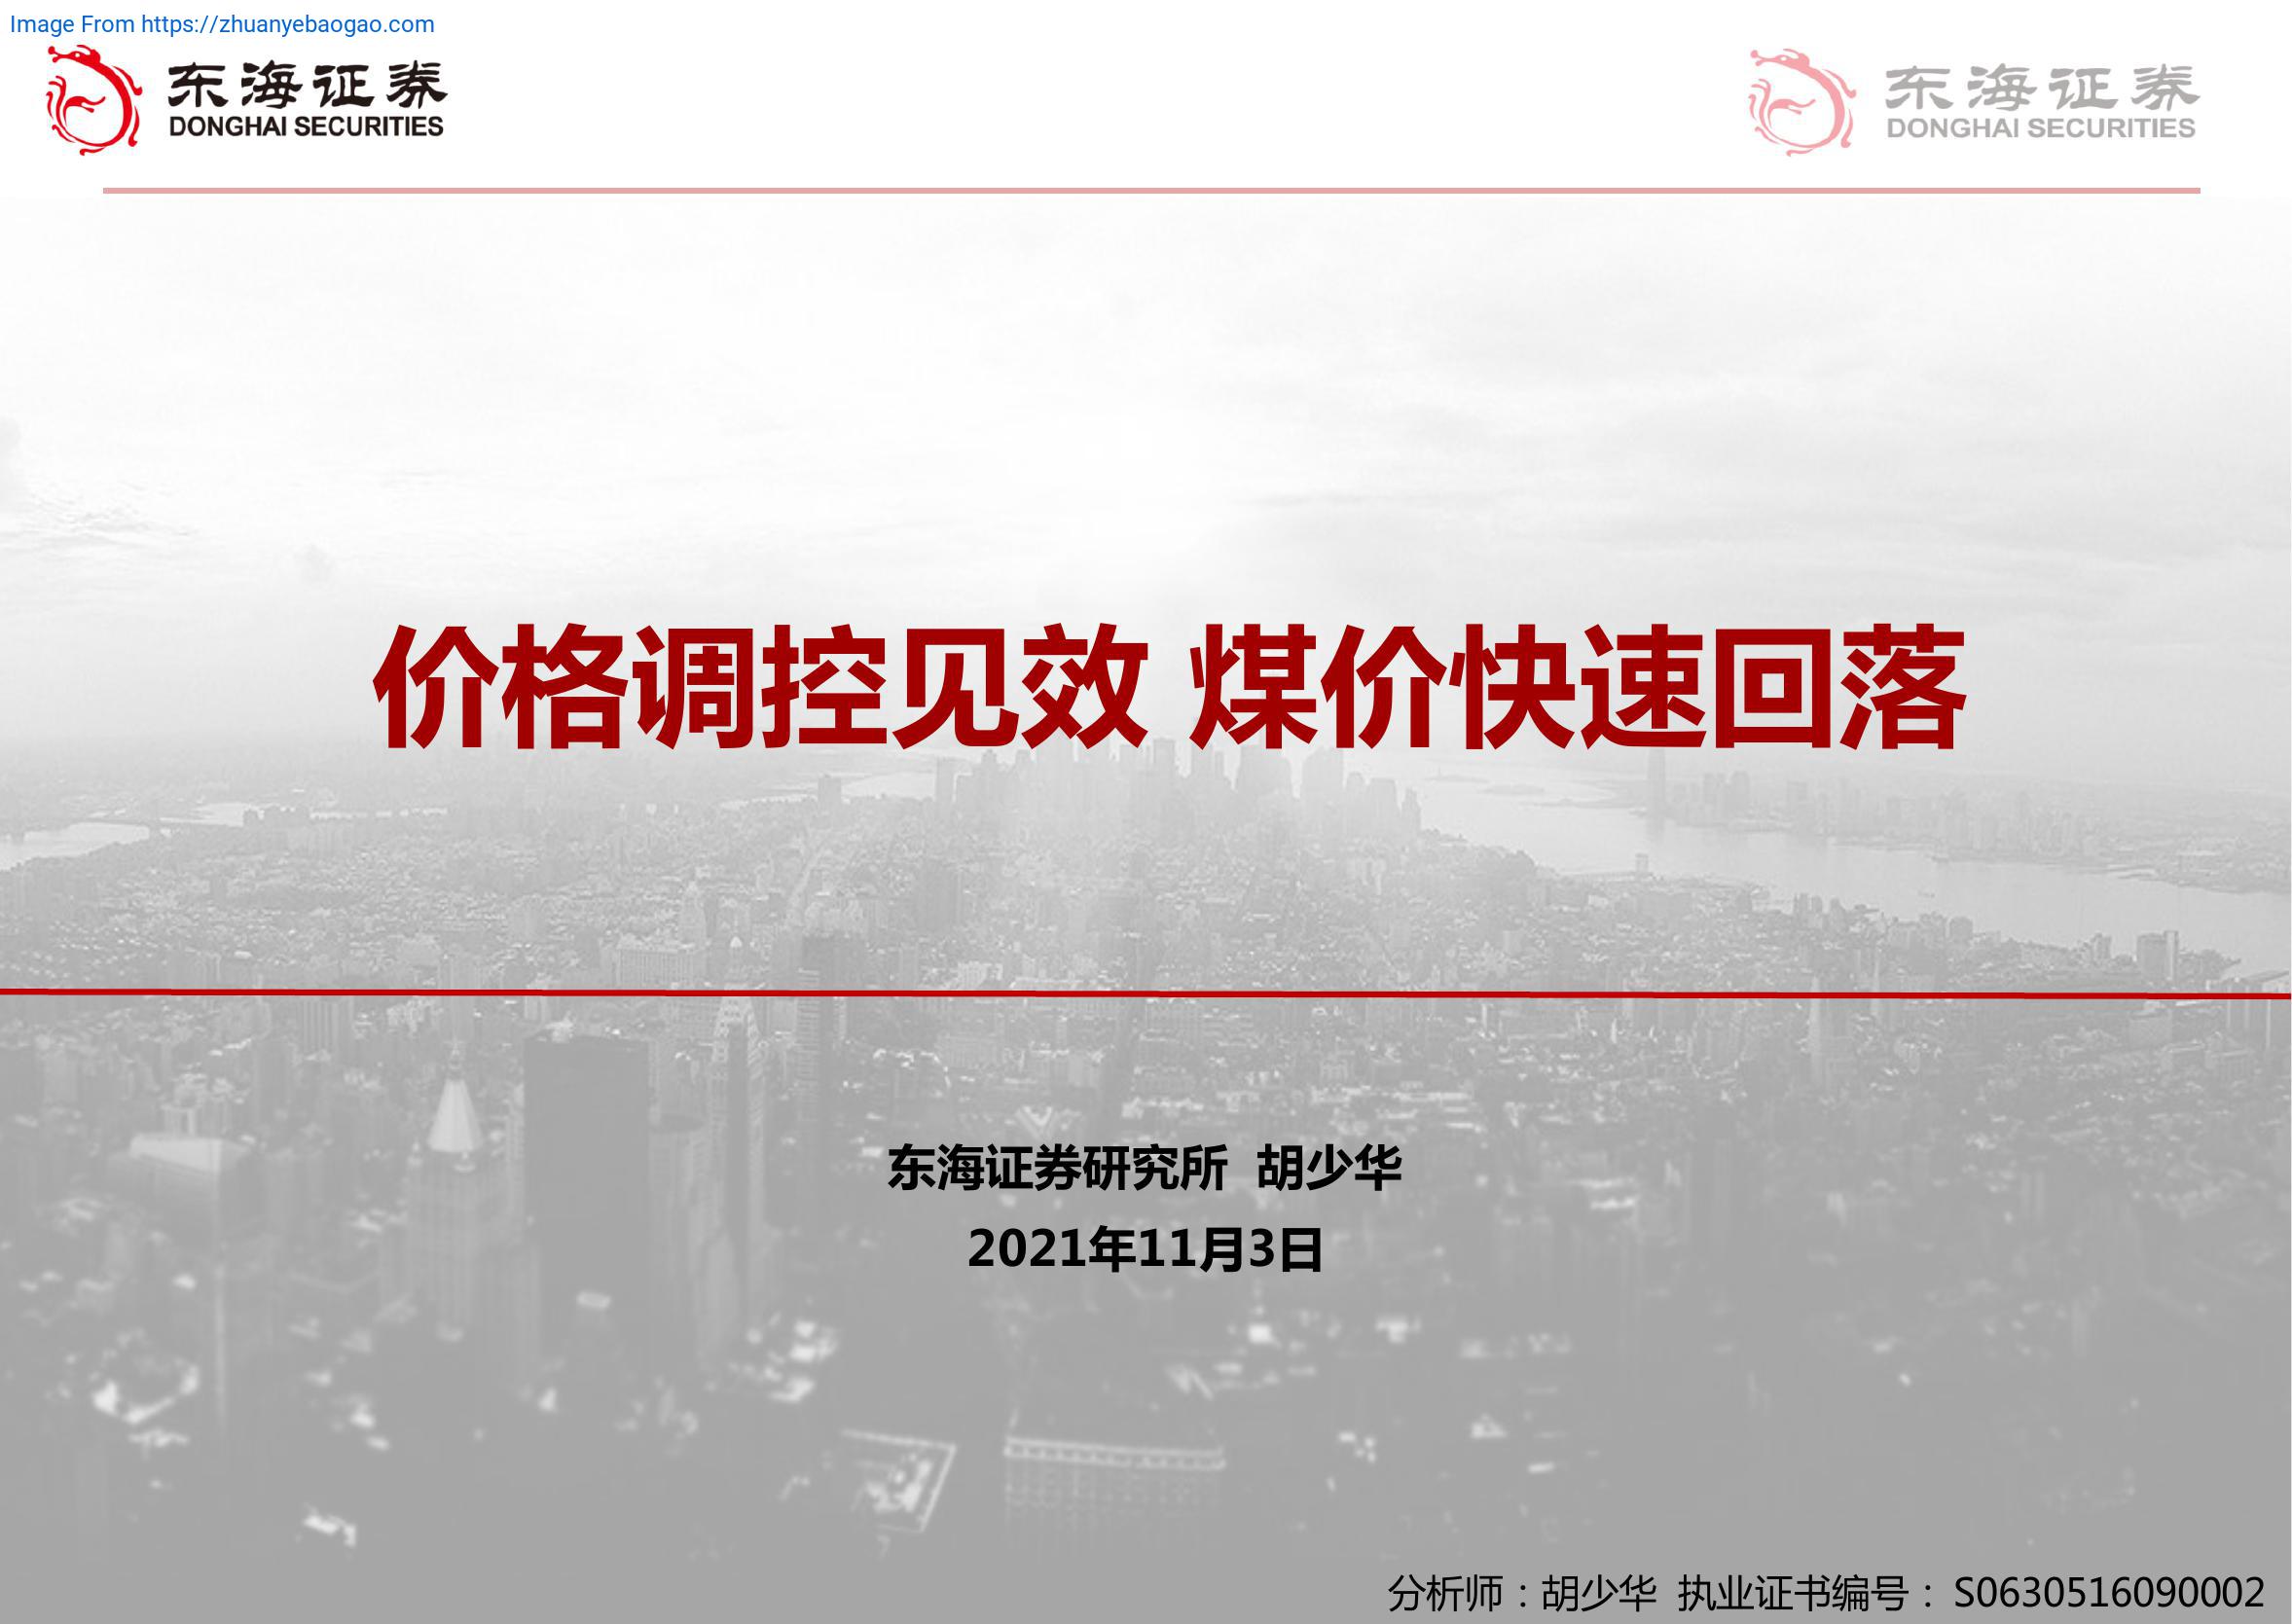 Image From https://zhuanyebaogao.com
东海证券
DONGHAI SECURITIES
东海证券
DONGHAI SECURITIES
价格调控见效 煤价快速回落
东海证券研究所 胡少华
2021年11月3日
分析师：胡少华 执业证书编号： S0630516090002